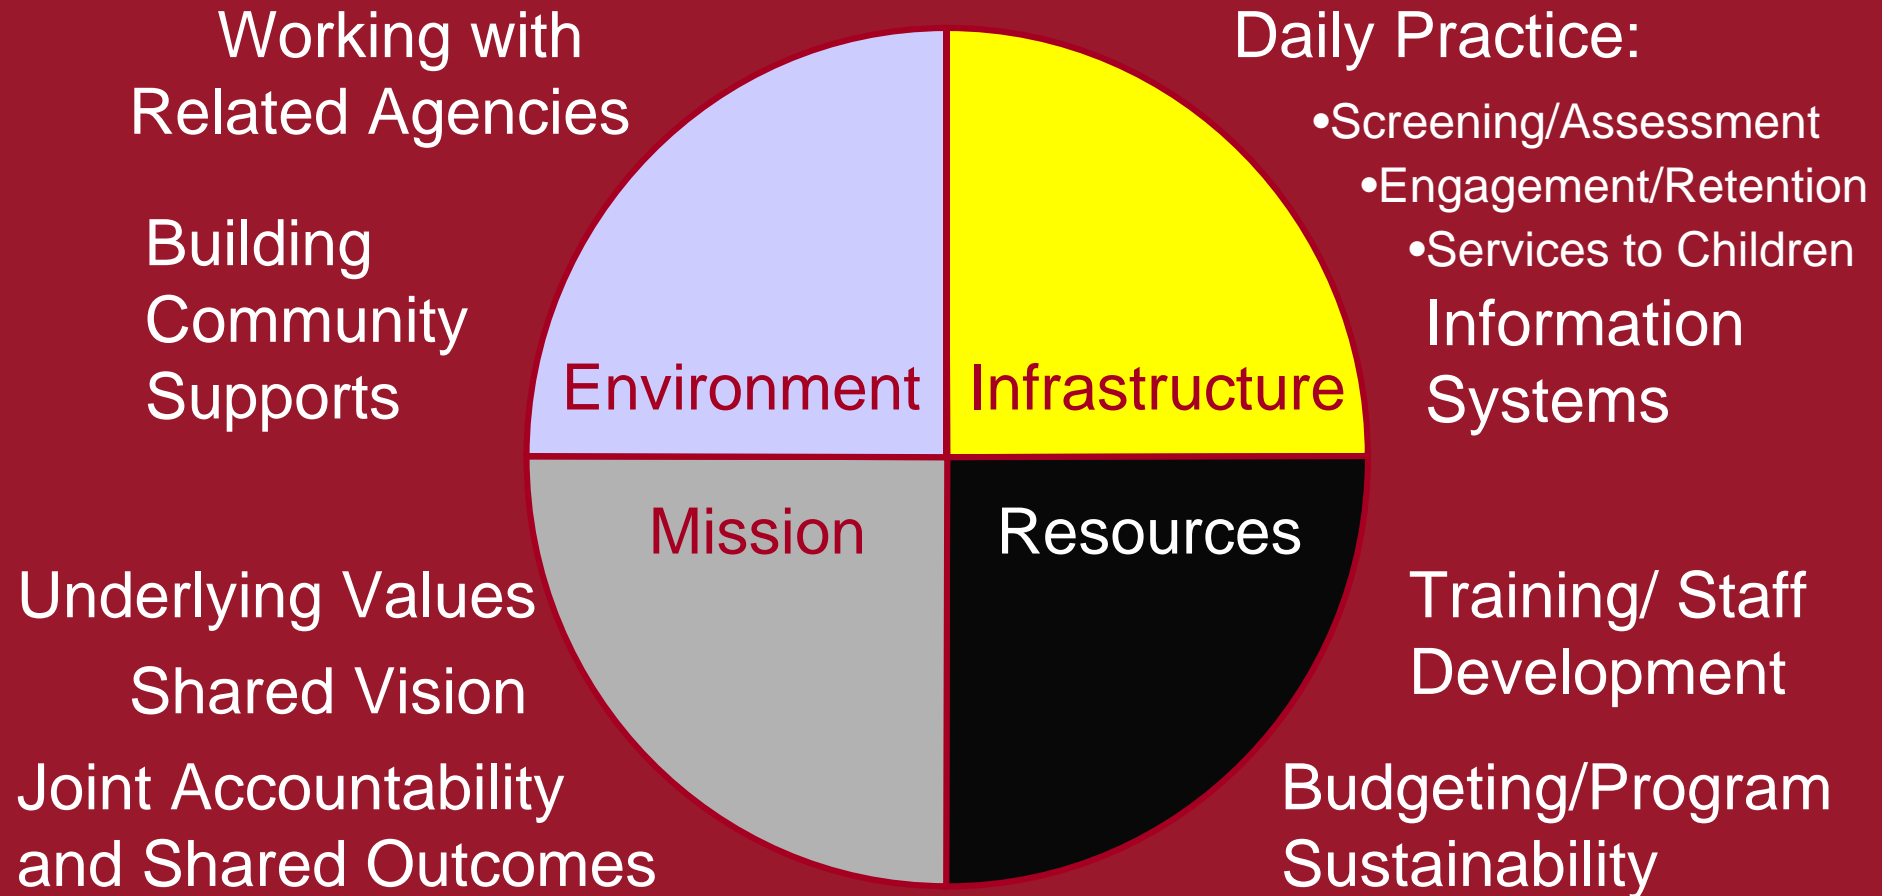 Working with
Related Agencies
Building
Community
Supports
Daily Practice:
•Screening/Assessment
•Engagement/Retention
•Services to Children
Information
Systems
Environment
Infrastructure
Mission
Resources
Underlying Values
Shared Vision
Joint Accountability
and Shared Outcomes
Training/ Staff
Development
Budgeting/Program
Sustainability